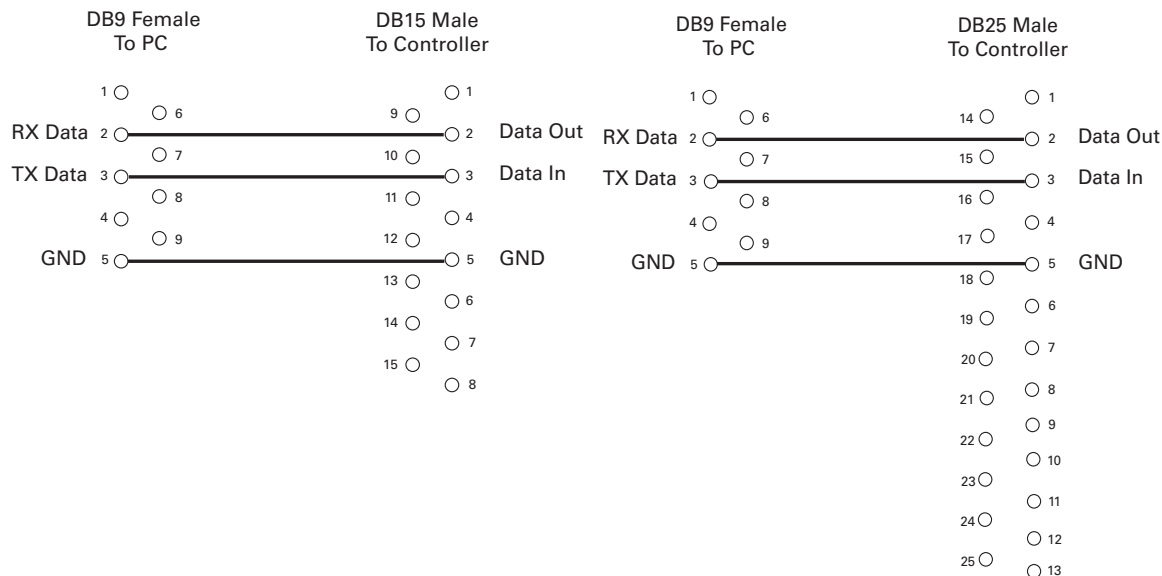 DB9 Female
To PC
DB15 Male
To Controller
1
1
6
9
RX Data 2
2 Data Out
7
10
TX Data 3
3 Data In
8
11
4
4
9
12
GND 5
5 GND
13
6
14
7
15
8
DB9 Female
To PC
DB25 Male
To Controller
1
1
6
14
RX Data 2
2 Data Out
7
15
TX Data 3
3 Data In
8
16
4
4
9
17
GND 5
5 GND
18
6
19
7
20
8
21
9
22
10
23
11
24
12
25
13